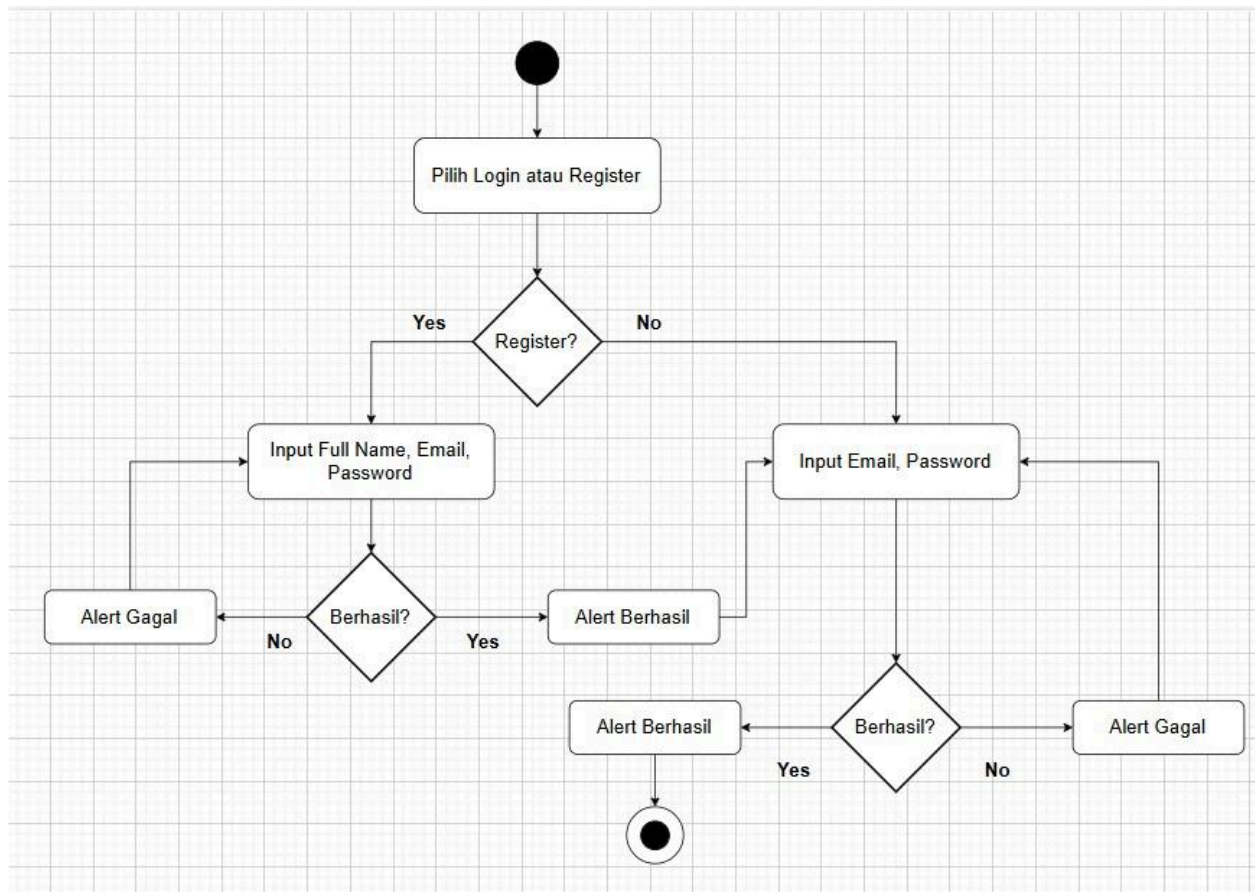 Pilih Login atau Register
Yes
No
Register?
Input Full Name, Email,
Password
Input Email, Password
Alert Gagal
Berhasil?
Alert Berhasil
No
Yes
Alert Berhasil
Berhasil?
Alert Gagal
Yes
No